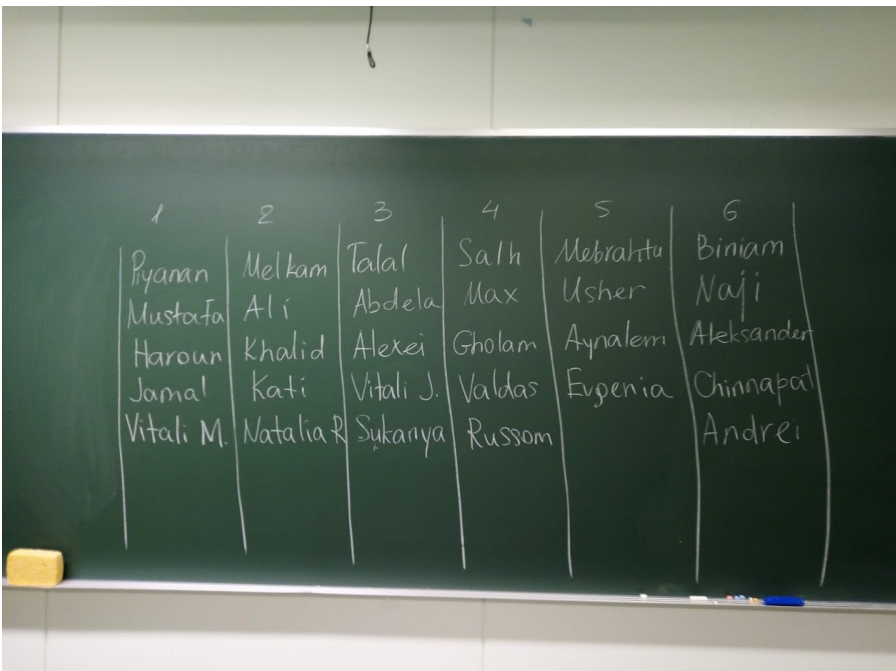 1 2 3 4 5 6
Piyanan Melkam Talal Salh Mebrahtu Biniam
Mustafa Ali Abdela Max Usher Naji
Haroun Khalid Alexei Gholam Aynalem Aleksander
Jamal Kati Vitali J. Valdas Evgenia Chinnapat
Vitali M. Natalia R Sukanya Russom Andrei